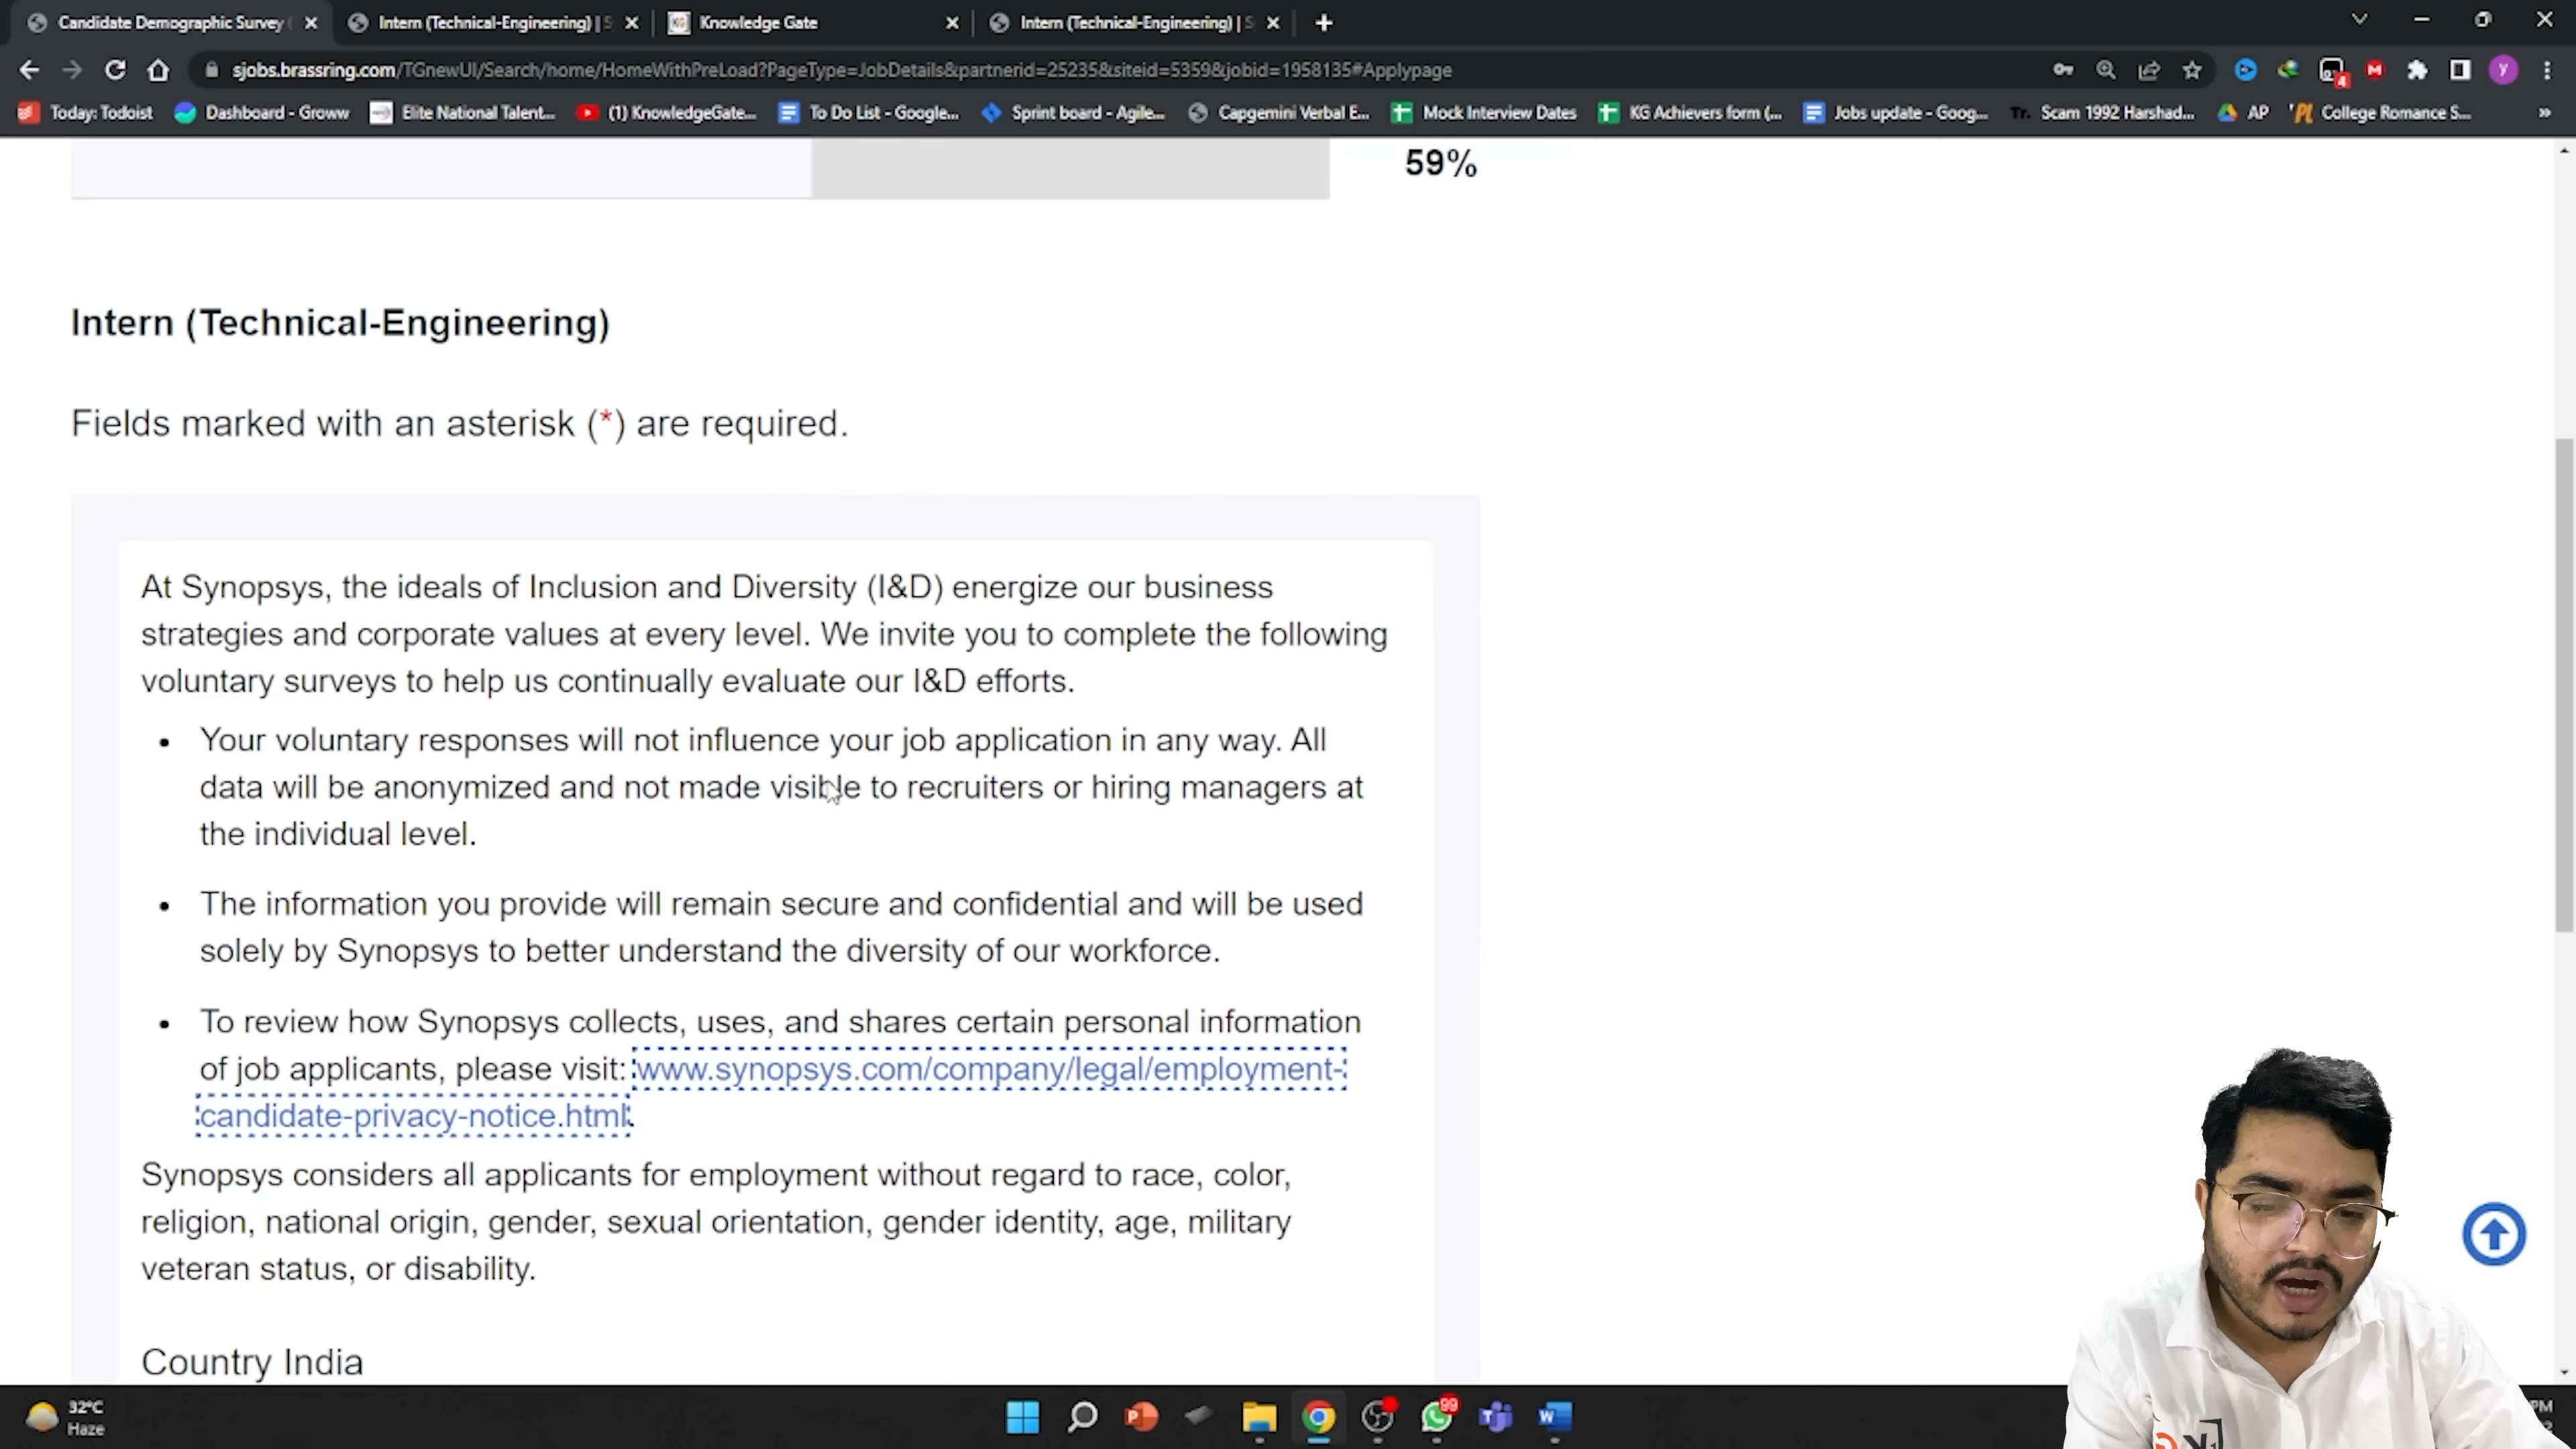 Candidate Demographic Survey
Intern (Technical-Engineering) | S
KG Knowledge Gate
Intern (Technical-Engineering) | S
sjobs.brassring.com/TGnewUI/Search/home/HomeWithPreLoad?PageType=JobDetails&partnerid=25235&siteid=5359&jobid=1958135#Applypage
4
M
y
Today: Todoist
Dashboard - Groww
Elite National Talent...
(1) KnowledgeGate...
To Do List - Google...
Sprint board - Agile...
Capgemini Verbal E...
Mock Interview Dates
KG Achievers form (...
Jobs update - Goog...
Tr. Scam 1992 Harshad...
AP
College Romance S...
»
59%
Intern (Technical-Engineering)
Fields marked with an asterisk (*) are required.
At Synopsys, the ideals of Inclusion and Diversity (I&D) energize our business
strategies and corporate values at every level. We invite you to complete the following
voluntary surveys to help us continually evaluate our I&D efforts.
• Your voluntary responses will not influence your job application in any way. All
data will be anonymized and not made visible to recruiters or hiring managers at
the individual level.
• The information you provide will remain secure and confidential and will be used
solely by Synopsys to better understand the diversity of our workforce.
• To review how Synopsys collects, uses, and shares certain personal information
of job applicants, please visit: www.synopsys.com/company/legal/employment-
candidate-privacy-notice.html.
Synopsys considers all applicants for employment without regard to race, color,
religion, national origin, gender, sexual orientation, gender identity, age, military
veteran status, or disability.
Country India
32°C
Haze
99
PM